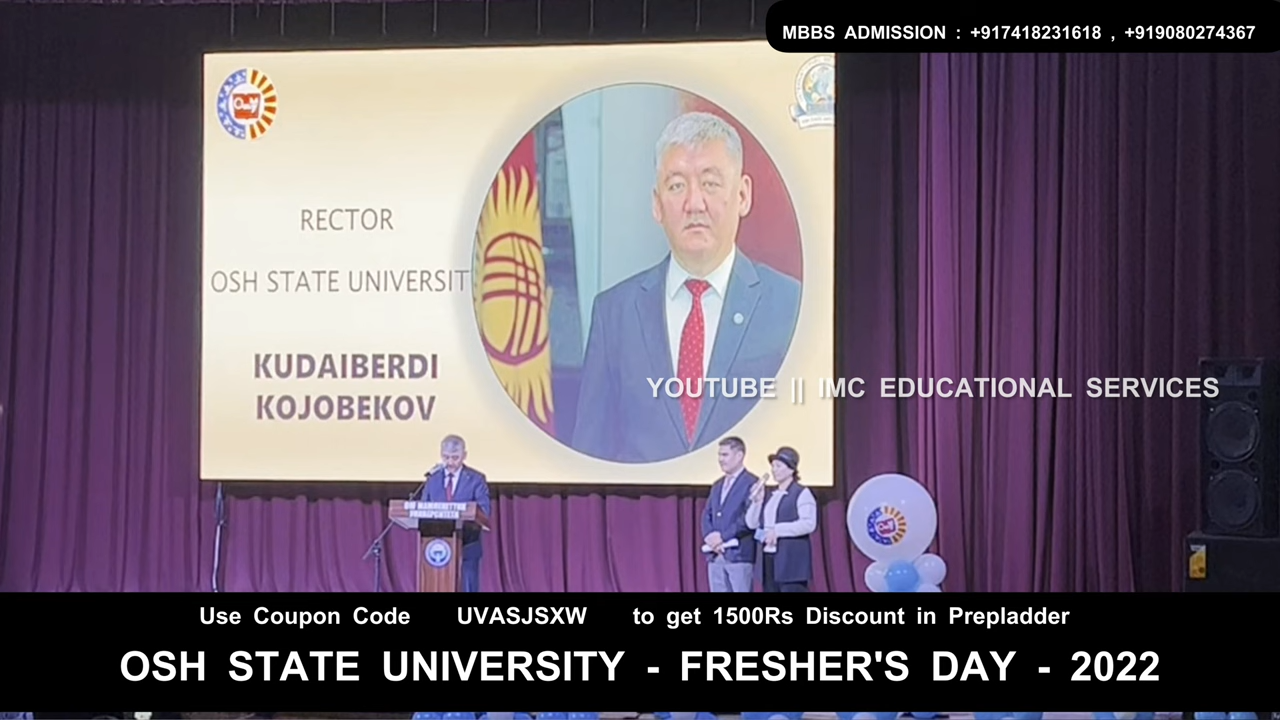 MBBS ADMISSION : +917418231618 , +919080274367
RECTOR
OSH STATE UNIVERSIT
KUDAIBERDI
KOJOBEKOV
YOUTUBE || IMC EDUCATIONAL SERVICES
Use Coupon Code UVASJSXW to get 1500Rs Discount in Prepladder
OSH STATE UNIVERSITY - FRESHER'S DAY - 2022